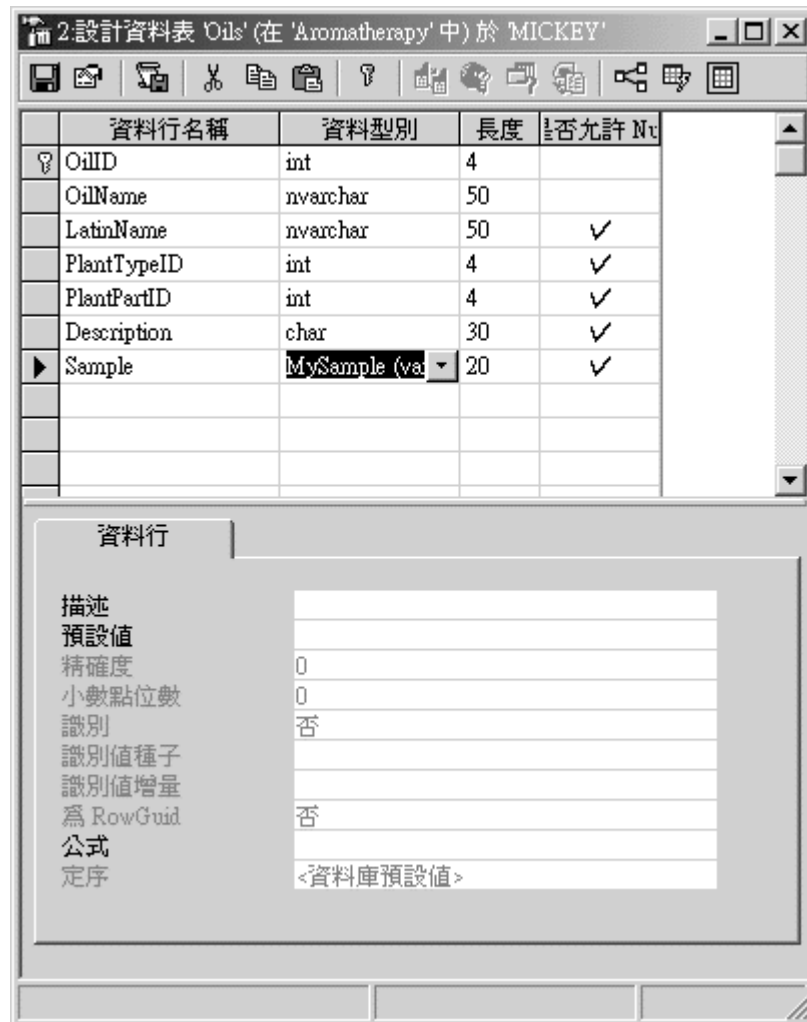 2:設計資料表 'Oils' (在 'Aromatherapy' 中) 於 'MICKEY'
資料行名稱 資料型別 長度 是否允許 Nu
OilID int 4
OilName nvarchar 50
LatinName nvarchar 50
PlantTypeID int 4
PlantPartID int 4
Description char 30
Sample MySample (var 20
資料行
描述
預設值
精確度 0
小數點位數 0
識別 否
識別值種子
識別值增量
為 RowGuid 否
公式
定序 <資料庫預設值>